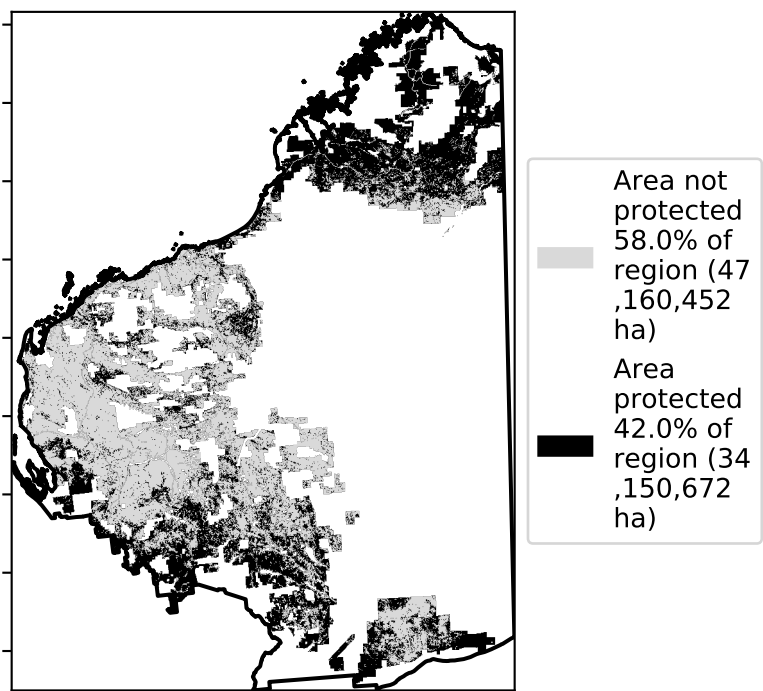 Area not
protected
58.0% of
region (47
,160,452
ha)
Area
protected
42.0% of
region (34
,150,672
ha)